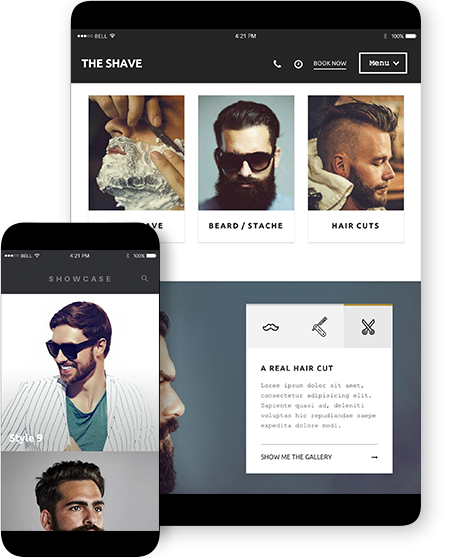 BELL 4:21 PM 100%
THE SHAVE
BOOK NOW
Menu
AVE
BEARD / STACHE
HAIR CUTS
A REAL HAIR CUT
Lorem ipsum dolor sit amet,
consectetur adipisicing elit.
Sapiente quasi ad, deleniti
voluptas hic repudiandae saepe
expedita dolore modi.
SHOW ME THE GALLERY
BELL 4:21 PM 100%
SHOWCASE
Style 9